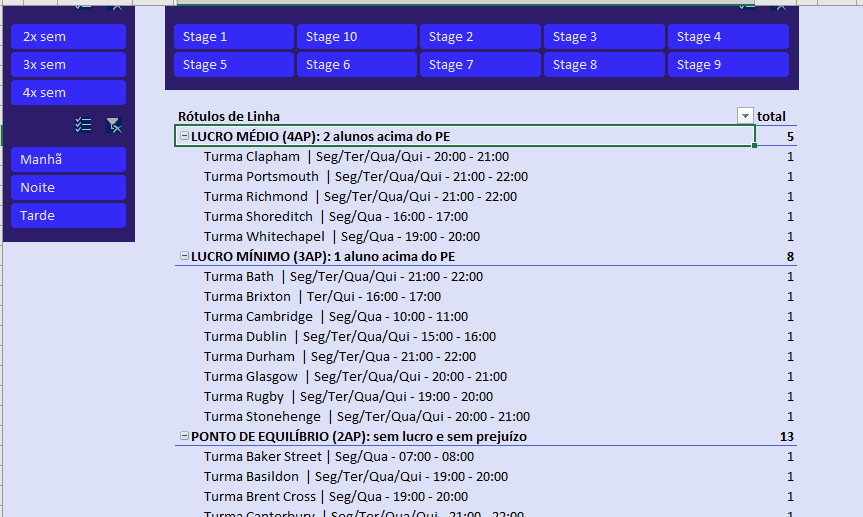 2x sem
3x sem
4x sem
Manhã
Noite
Tarde
Stage 1 Stage 10 Stage 2 Stage 3 Stage 4
Stage 5 Stage 6 Stage 7 Stage 8 Stage 9
Rótulos de Linha total
LUCRO MÉDIO (4AP): 2 alunos acima do PE 5
Turma Clapham | Seg/Ter/Qua/Qui - 20:00 - 21:00 1
Turma Portsmouth | Seg/Ter/Qua/Qui - 21:00 - 22:00 1
Turma Richmond | Seg/Ter/Qua/Qui - 21:00 - 22:00 1
Turma Shoreditch | Seg/Qua - 16:00 - 17:00 1
Turma Whitechapel | Seg/Qua - 19:00 - 20:00 1
LUCRO MÍNIMO (3AP): 1 aluno acima do PE 8
Turma Bath | Seg/Ter/Qua/Qui - 21:00 - 22:00 1
Turma Brixton | Ter/Qui - 16:00 - 17:00 1
Turma Cambridge | Seg/Qua - 10:00 - 11:00 1
Turma Dublin | Seg/Ter/Qua/Qui - 15:00 - 16:00 1
Turma Durham | Seg/Ter/Qua - 21:00 - 22:00 1
Turma Glasgow | Seg/Ter/Qua/Qui - 20:00 - 21:00 1
Turma Rugby | Seg/Ter/Qua - 19:00 - 20:00 1
Turma Stonehenge | Seg/Ter/Qua/Qui - 20:00 - 21:00 1
PONTO DE EQUILÍBRIO (2AP): sem lucro e sem prejuízo 13
Turma Baker Street | Seg/Qua - 07:00 - 08:00 1
Turma Basildon | Seg/Ter/Qua/Qui - 19:00 - 20:00 1
Turma Brent Cross | Seg/Qua - 19:00 - 20:00 1
Turma Canterbury | Seg/Ter/Qua/Qui - 21:00 - 22:00 1